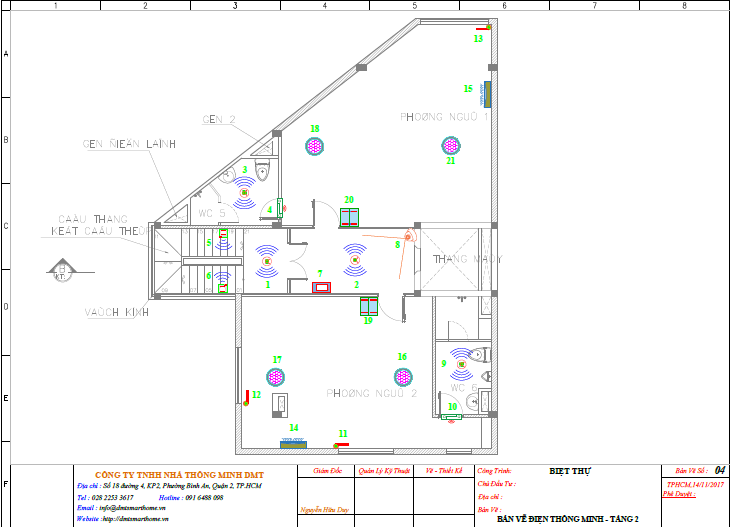 1 2 3 4 5 6 7 8
A
B
C
D
E
F
13
15
PHOØNG NGUÛ 1
GEN 2
18
21
GEN ÑIEÄN LAÏNH
3
WC 5
4
20
CAÀU THANG
KEÁT CAÁU THEÙP
5
8
THANG MAÙY
B
KT.
6
1
2
7
VAÙCH KÍNH
19
17
16
9
WC 6
12
PHOØNG NGUÛ 2
10
14
11
CÔNG TY TNHH NHÀ THÔNG MINH DMT
Địa chỉ : Số 18 đường 4, KP2, Phường Bình An, Quận 2, TP.HCM
Tel : 028 2253 3617 Hotline : 091 6488 098
Email : info@dmtsmarthome.vn
Website :http://dmtsmarthome.vn
Giám Đốc
Nguyễn Hữu Duy
Quản Lý Kỹ Thuật
Vẽ - Thiết Kế
Công Trình: BIỆT THỰ
Chủ Đầu Tư :
Địa chỉ :
Bản Vẽ :
BẢN VẼ ĐIỆN THÔNG MINH - TẦNG 2
Bản Vẽ Số : 04
TPHCM,14/11/2017
Phê Duyệt :